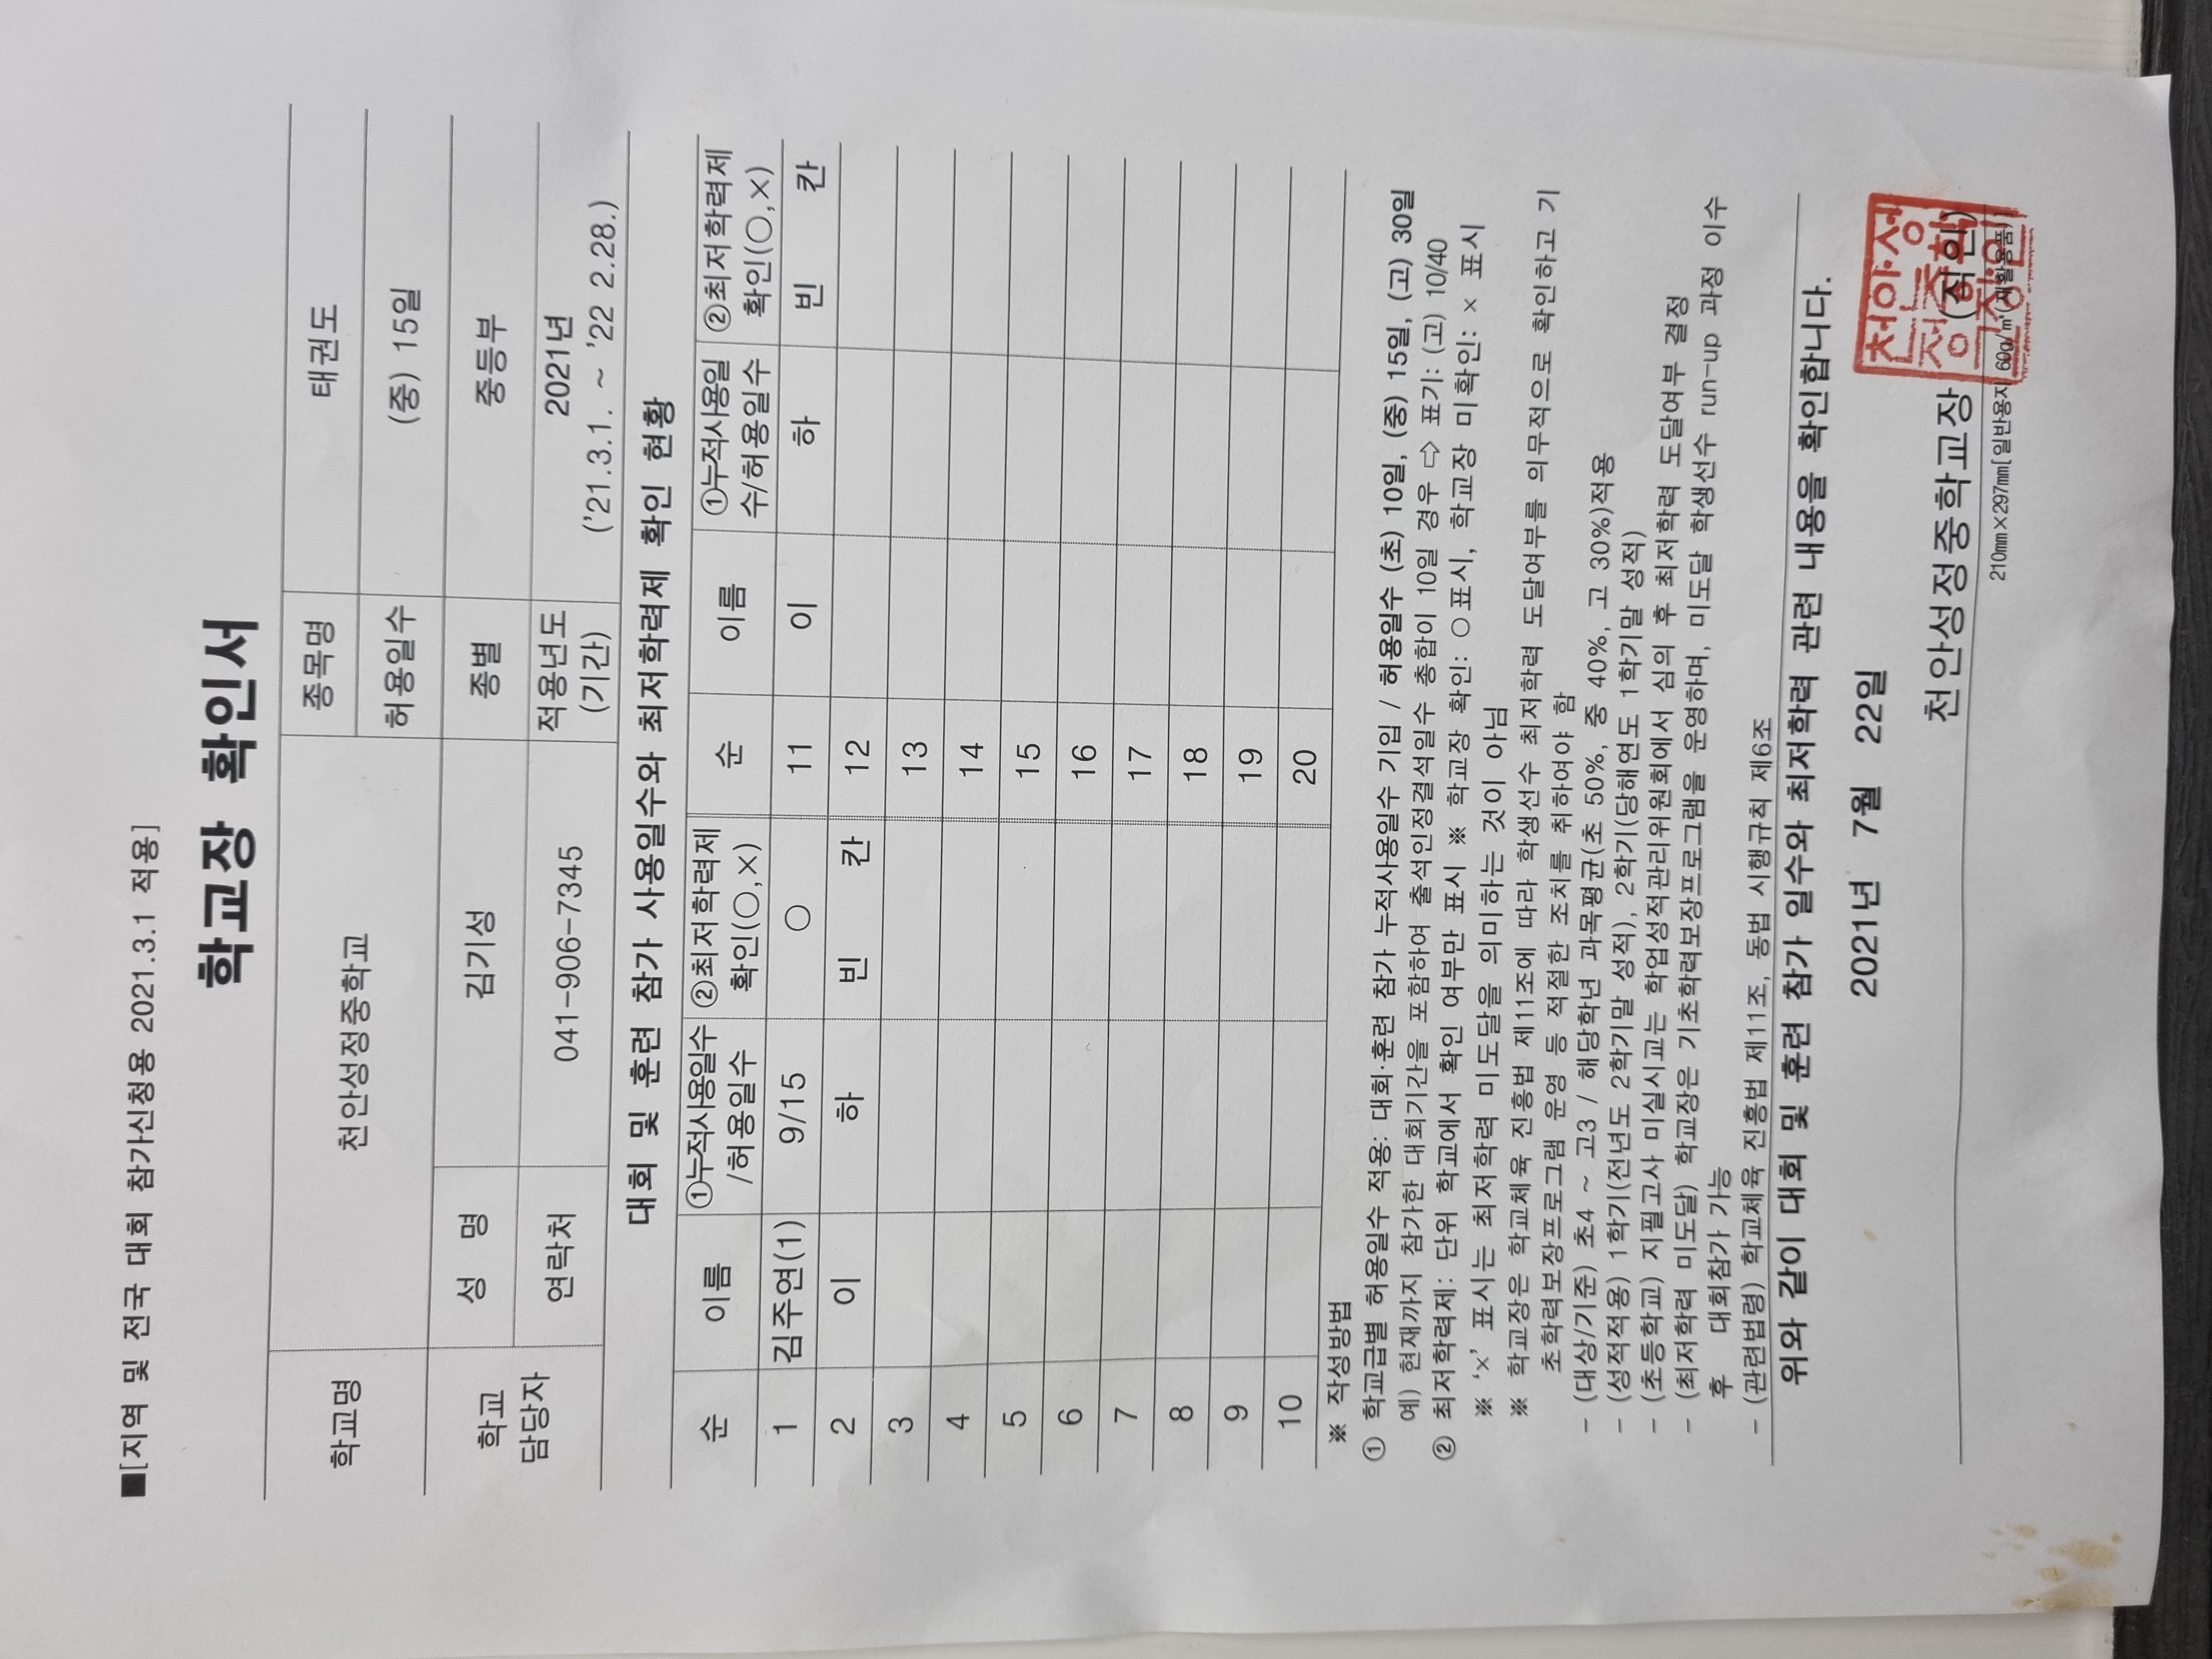 ■[지역 및 전국 대회 참가신청용 2021.3.1 적용]
학교장 확인서
학교명 천안성정중학교 종목명 태권도
허용일수 (중) 15일
학교 담당자 성 명 김기성 종별 중등부
연락처 041-906-7345 적용년도 (기간) 2021년 ('21.3.1. ~ '22 2.28.)
대회 및 훈련 참가 사용일수와 최저학력제 확인 현황
순 이름 ①누적사용일수/허용일수 ②최저학력제 확인(○,×) 순 이름 ①누적사용일수/허용일수 ②최저학력제 확인(○,×)
1 김주연(1) 9/15 ○ 11 이 하 빈 칸
2 이 하 빈 칸 12
3 13
4 14
5 15
6 16
7 17
8 18
9 19
10 20
※ 작성방법
① 학교급별 허용일수 적용: 대회·훈련 참가 누적사용일수 기입 / 허용일수 (초) 10일, (중) 15일, (고) 30일
예) 현재까지 참가한 대회기간을 포함하여 출석인정결석일수 총합이 10일 경우 ⇨ 표기: (고) 10/40
② 최저학력제: 단위 학교에서 확인 여부만 표시 ※ 학교장 확인: ○표시, 학교장 미확인: × 표시
※ '×' 표시는 최저학력 미도달을 의미하는 것이 아님
※ 학교장은 학교체육 진흥법 제11조에 따라 학생선수 최저학력 도달여부를 의무적으로 확인하고 기
초학력보장프로그램 운영 등 적절한 조치를 취하여야 함
- (대상/기준) 초4 ~ 고3 / 해당학년 과목평균(초 50%, 중 40%, 고 30%)적용
- (성적적용) 1학기(전년도 2학기말 성적), 2학기(당해연도 1학기말 성적)
- (초등학교) 지필고사 미실시교는 학업성적관리위원회에서 심의 후 최저학력 도달여부 결정
- (최저학력 미도달) 학교장은 기초학력보장프로그램을 운영하며, 미도달 학생선수 run-up 과정 이수
후 대회참가 가능
- (관련법령) 학교체육 진흥법 제11조, 동법 시행규칙 제6조
위와 같이 대회 및 훈련 참가 일수와 최저학력 관련 내용을 확인합니다.
2021년 7월 22일
천안성정중학교장 (직인)
천안성정중학교장인
210㎜×297㎜[일반용지 60g/㎡(재활용품)]